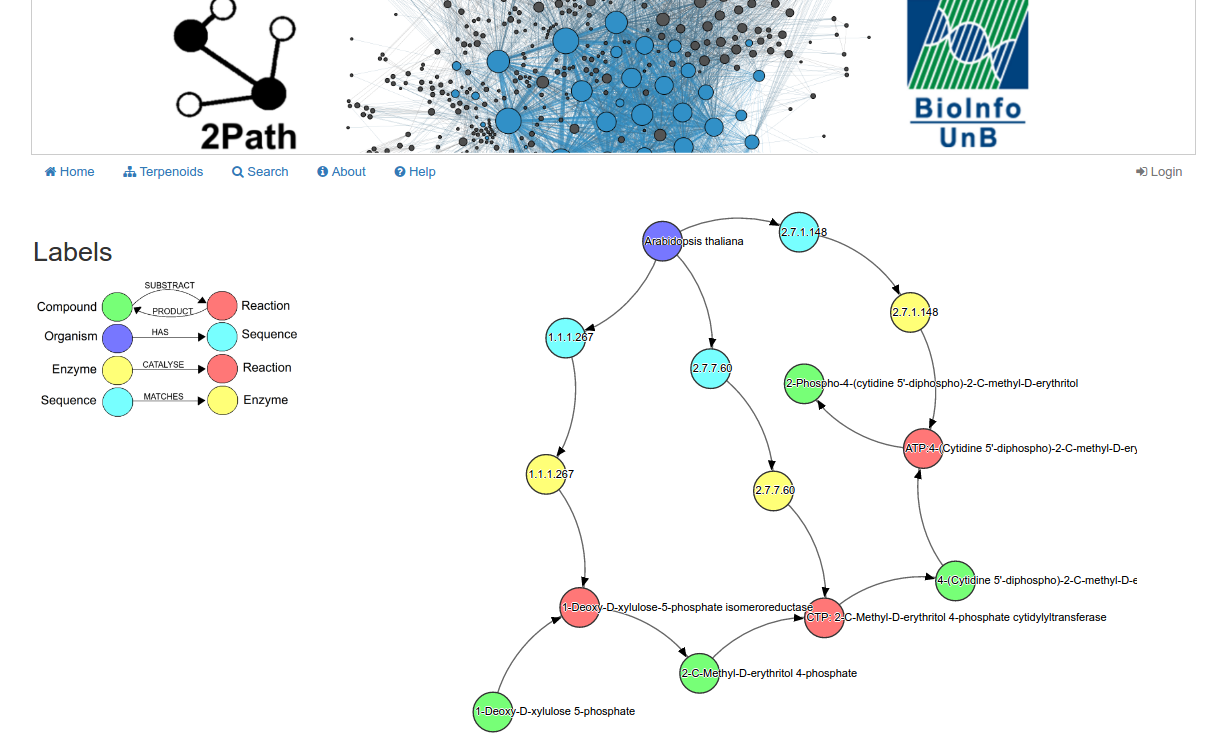 2Path
BioInfo
UnB
Home
Terpenoids
Search
About
Help
Login
Labels
SUBSTRACT
Compound
Reaction
PRODUCT
Organism
HAS
Sequence
Enzyme
CATALYSE
Reaction
Sequence
MATCHES
Enzyme
Arabidopsis thaliana
2.7.1.148
2.7.1.148
1.1.1.267
2.7.7.60
2-Phospho-4-(cytidine 5'-diphospho)-2-C-methyl-D-erythritol
ATP:4-(Cytidine 5'-diphospho)-2-C-methyl-D-ery
1.1.1.267
2.7.7.60
4-(Cytidine 5'-diphospho)-2-C-methyl-D-e
1-Deoxy-D-xylulose-5-phosphate isomeroreductase
CTP: 2-C-Methyl-D-erythritol 4-phosphate cytidylyltransferase
2-C-Methyl-D-erythritol 4-phosphate
1-Deoxy-D-xylulose 5-phosphate